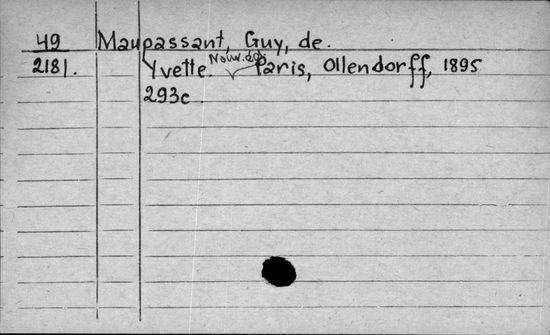 49 Maupassant, Guy, de.
2181. Yvette. Nouv. éd. Paris, Ollendorff, 1895
293c.